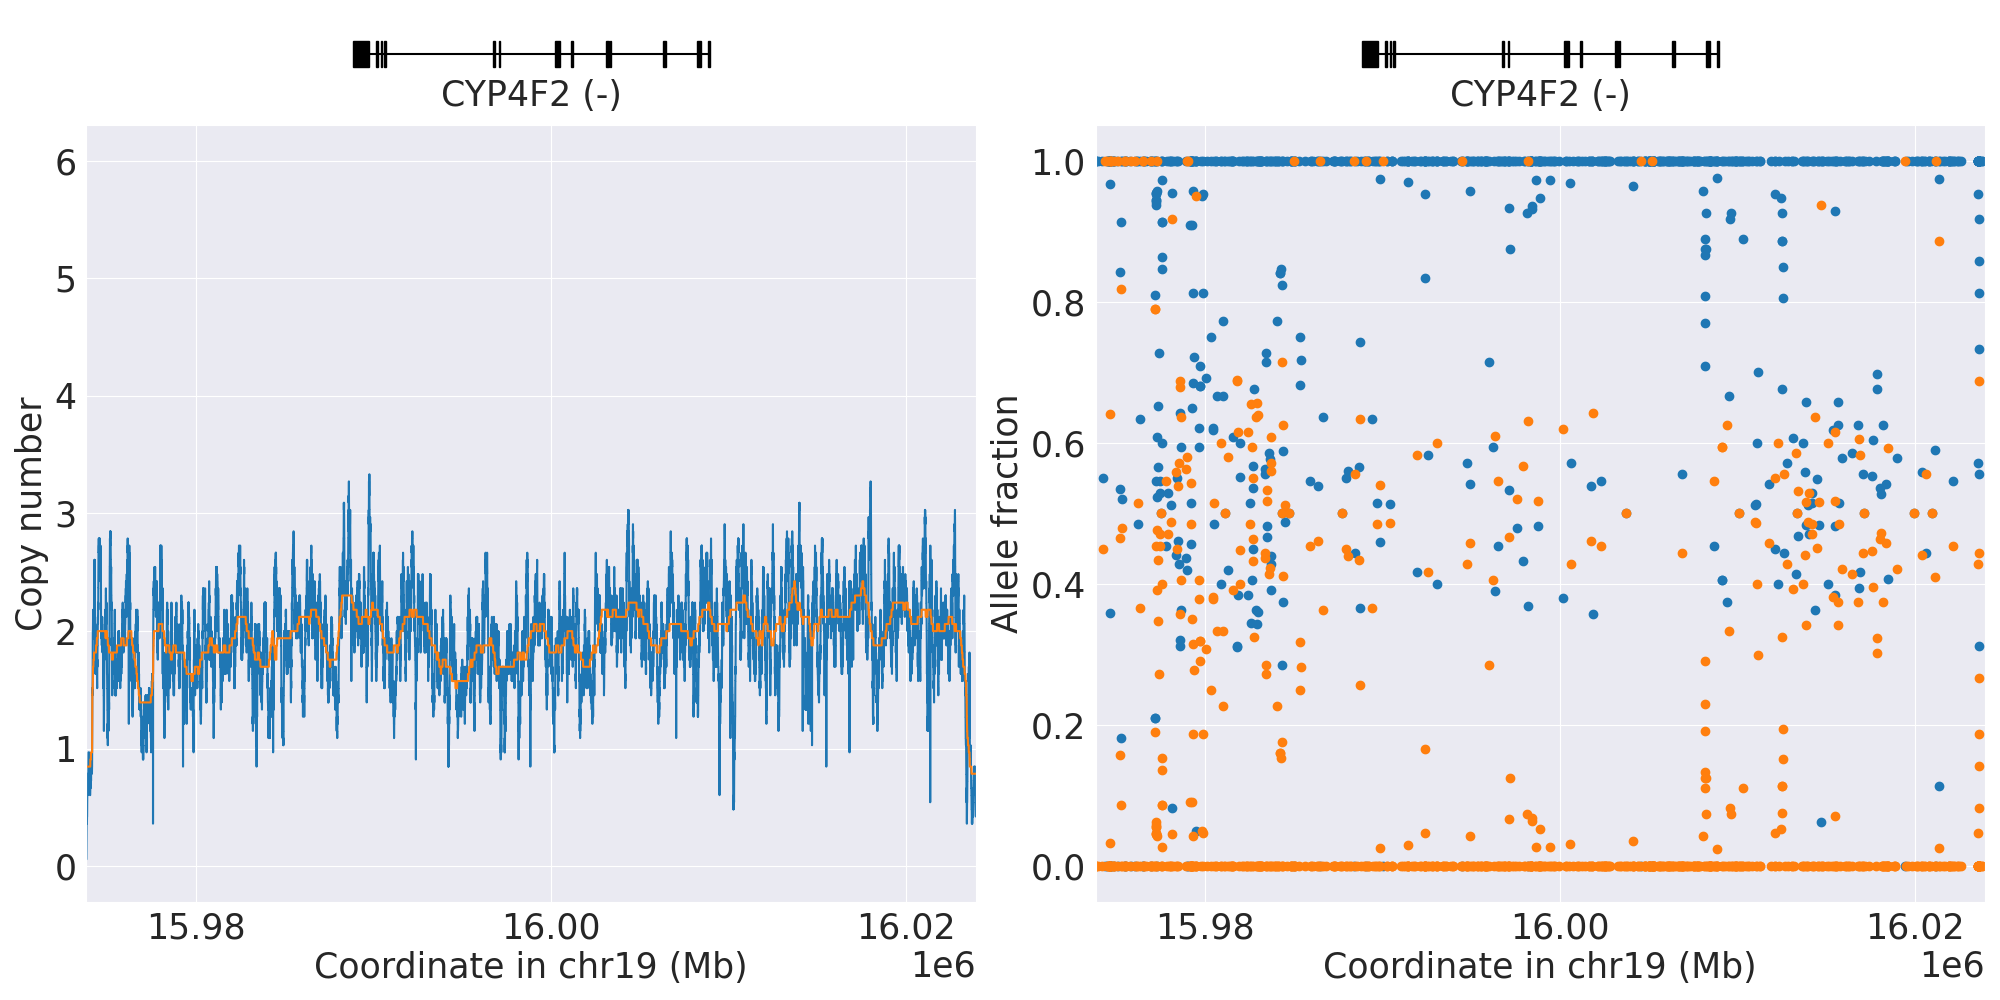 CYP4F2 (-)
6
5
4
3
2
1
0
Copy number
15.98
16.00
16.02
Coordinate in chr19 (Mb)
1e6
CYP4F2 (-)
1.0
0.8
0.6
0.4
0.2
0.0
Allele fraction
15.98
16.00
16.02
Coordinate in chr19 (Mb)
1e6